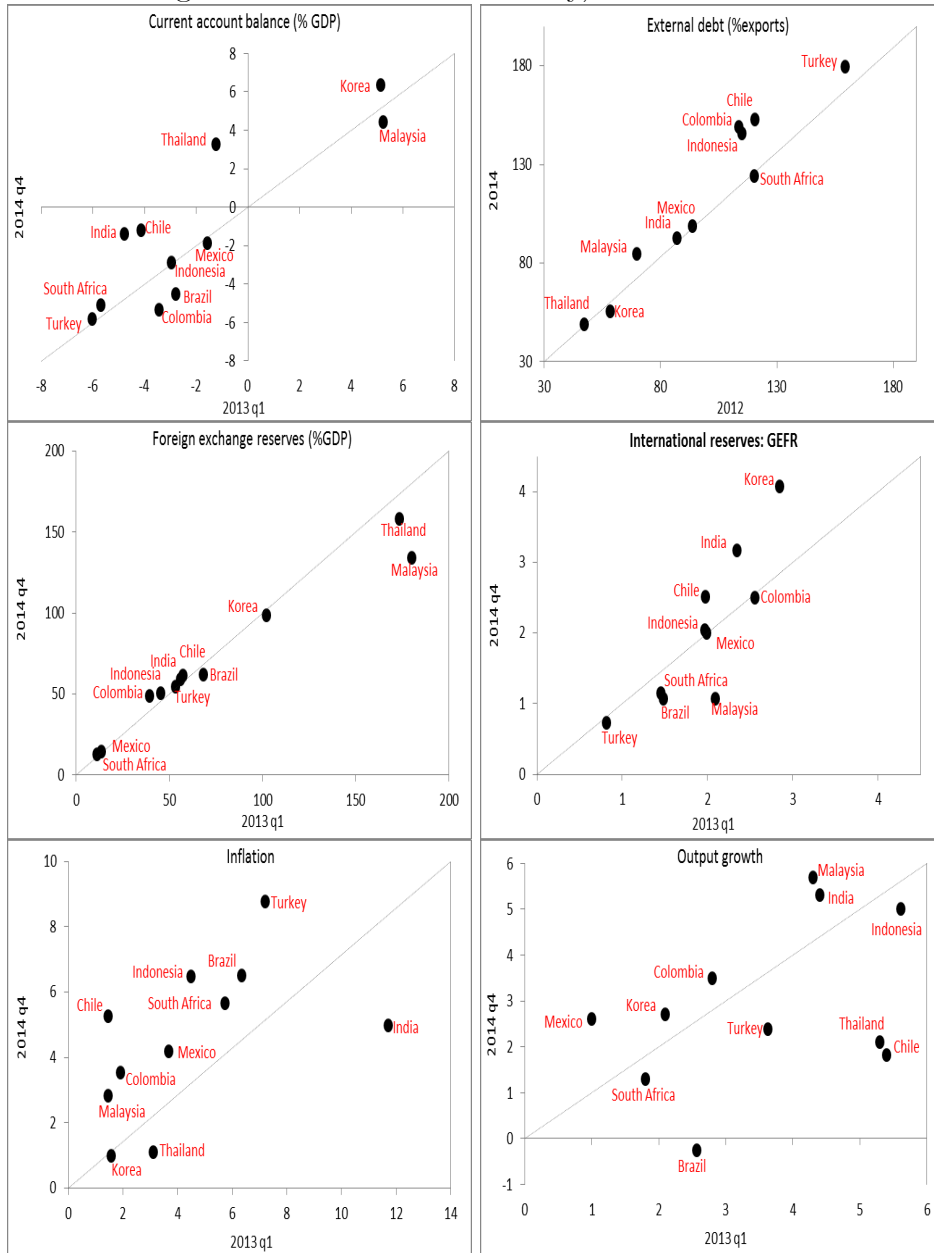 Current account balance (% GDP)
8
6
4
2
0
-2
-4
-6
-8
-8
-6
-4
-2
0
2
4
6
8
2014 q4
2013 q1
Korea
Malaysia
Thailand
India
Chile
Mexico
Indonesia
South Africa
Brazil
Turkey
Colombia
External debt (%exports)
180
130
80
30
30
80
130
180
2014
2012
Turkey
Chile
Colombia
Indonesia
South Africa
Mexico
India
Malaysia
Thailand
Korea
Foreign exchange reserves (%GDP)
200
150
100
50
0
0
50
100
150
200
2014 q4
2013 q1
Thailand
Malaysia
Korea
Chile
India
Indonesia
Brazil
Colombia
Turkey
Mexico
South Africa
International reserves: GEFR
4
3
2
1
0
0
1
2
3
4
2014 q4
2013 q1
Korea
India
Chile
Colombia
Indonesia
Mexico
South Africa
Brazil
Malaysia
Turkey
Inflation
10
8
6
4
2
0
0
2
4
6
8
10
12
14
2014 q4
2013 q1
Turkey
Brazil
Indonesia
South Africa
Chile
India
Mexico
Colombia
Malaysia
Thailand
Korea
Output growth
6
5
4
3
2
1
0
-1
0
1
2
3
4
5
6
2014 q4
2013 q1
Malaysia
India
Indonesia
Colombia
Korea
Mexico
Turkey
Thailand
Chile
South Africa
Brazil